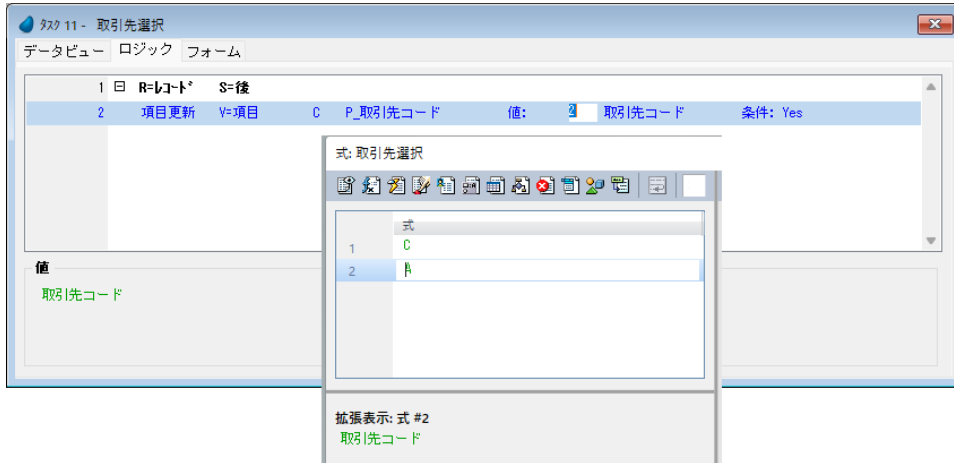 タスク 11 - 取引先選択
データビュー ロジック フォーム
1 R=レコード S=後
2 項目更新 V=項目 C P_取引先コード 値: 2 取引先コード 条件: Yes
値
取引先コード
式: 取引先選択
式
1 C
2 A
拡張表示: 式 #2
取引先コード